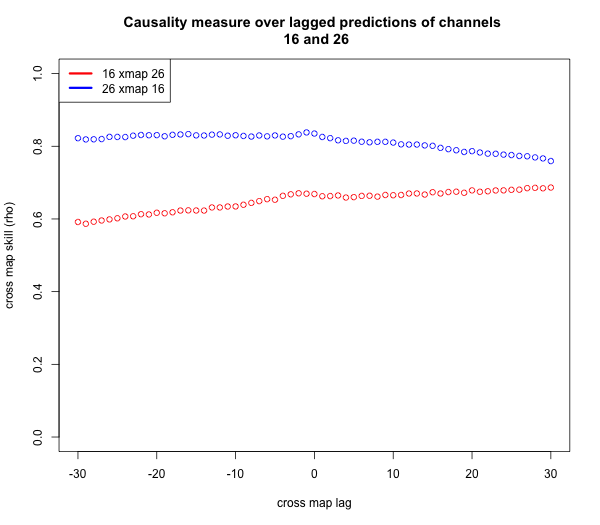 Causality measure over lagged predictions of channels
16 and 26
16 xmap 26
26 xmap 16
cross map skill (rho)
1.0
0.8
0.6
0.4
0.2
0.0
-30 -20 -10 0 10 20 30
cross map lag